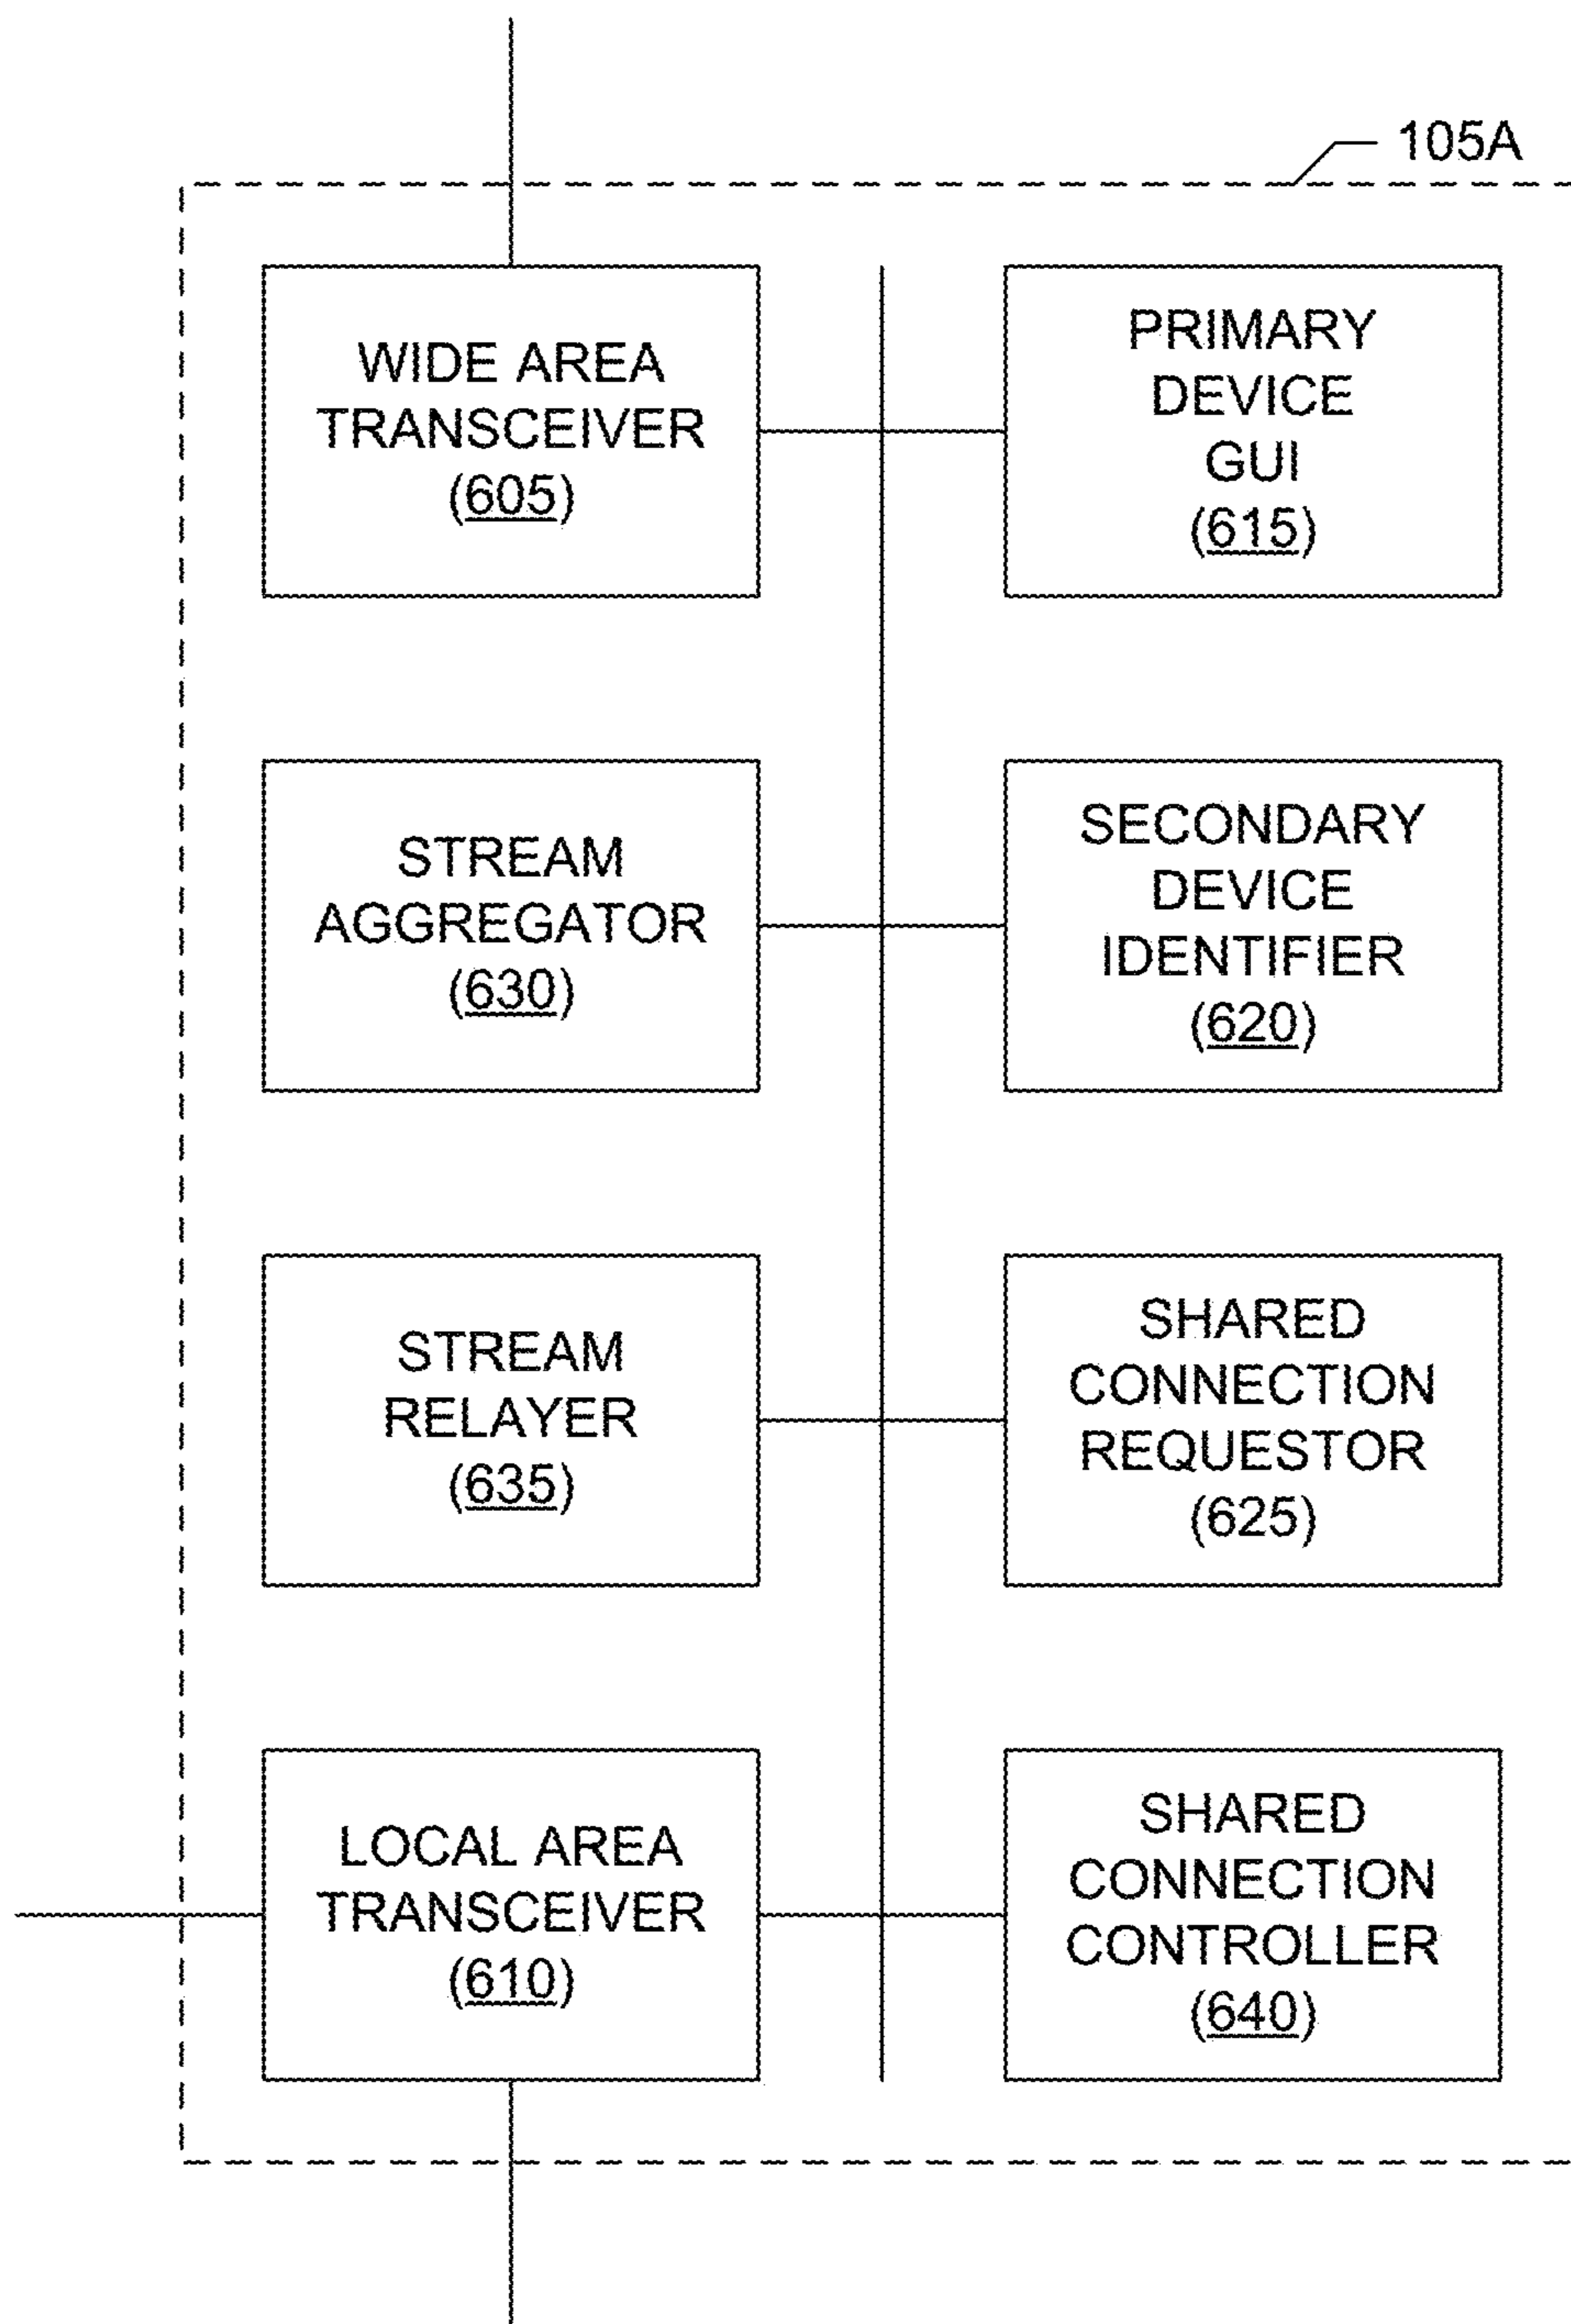 105A
WIDE AREA
TRANSCEIVER
(605)
PRIMARY
DEVICE
GUI
(615)
STREAM
AGGREGATOR
(630)
SECONDARY
DEVICE
IDENTIFIER
(620)
STREAM
RELAYER
(635)
SHARED
CONNECTION
REQUESTOR
(625)
LOCAL AREA
TRANSCEIVER
(610)
SHARED
CONNECTION
CONTROLLER
(640)